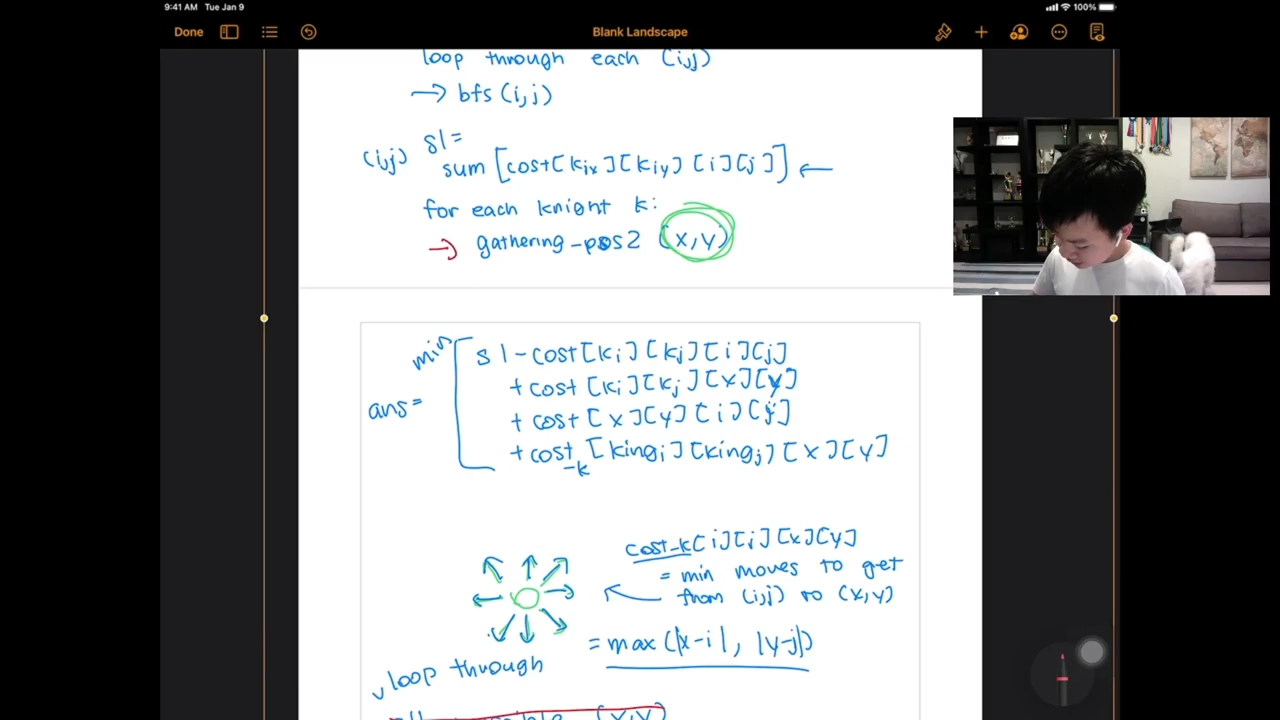 9:41 AM Tue Jan 9
100%
Done
Blank Landscape
loop through each (i,j)
→ bfs (i,j)
(i,j) s1=
sum [cost[kix][kiy][i][j]] ←
for each knight k:
→ gathering-pos2 (x,y)
min
s1-cost[ki][kj][i][j]
+ cost [ki][kj][x][y]
ans =
+ cost [x][y][i][j]
+ cost_k [kingi][kingj][x][y]
cost_k[i][j][x][y]
= min moves to get
from (i,j) to (x,y)
= max(|x-i|, |y-j|)
loop through
(x,y)